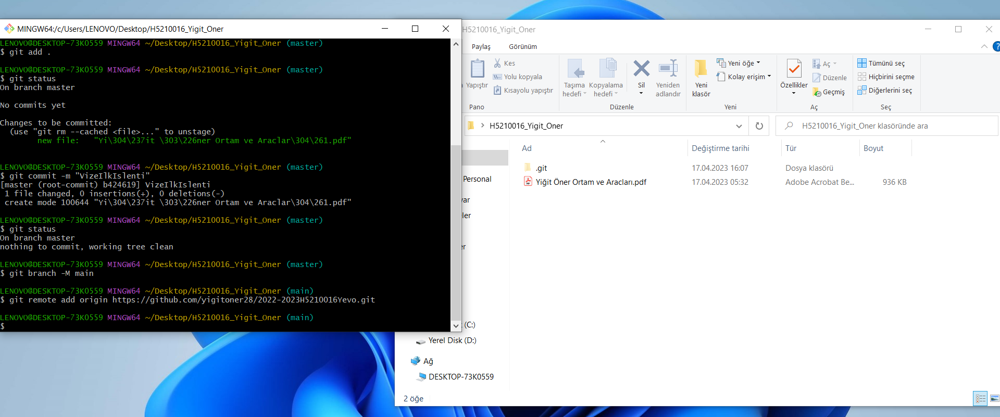 MINGW64:/c/Users/LENOVO/Desktop/H5210016_Yigit_Oner
LENOVO@DESKTOP-73K0559 MINGW64 ~/Desktop/H5210016_Yigit_Oner (master)
$ git add .
LENOVO@DESKTOP-73K0559 MINGW64 ~/Desktop/H5210016_Yigit_Oner (master)
$ git status
On branch master
No commits yet
Changes to be committed:
(use "git rm --cached <file>..." to unstage)
new file:   "Yi\304\237it \303\226ner Ortam ve Araclar\304\261.pdf"
LENOVO@DESKTOP-73K0559 MINGW64 ~/Desktop/H5210016_Yigit_Oner (master)
$ git commit -m "VizeIlkIslenti"
[master (root-commit) b424619] VizeIlkIslenti
1 file changed, 0 insertions(+), 0 deletions(-)
create mode 100644 "Yi\304\237it \303\226ner Ortam ve Araclar\304\261.pdf"
LENOVO@DESKTOP-73K0559 MINGW64 ~/Desktop/H5210016_Yigit_Oner (master)
$ git status
On branch master
nothing to commit, working tree clean
LENOVO@DESKTOP-73K0559 MINGW64 ~/Desktop/H5210016_Yigit_Oner (master)
$ git branch -M main
LENOVO@DESKTOP-73K0559 MINGW64 ~/Desktop/H5210016_Yigit_Oner (main)
$ git remote add origin https://github.com/yigitoner28/2022-2023H5210016Yevo.git
LENOVO@DESKTOP-73K0559 MINGW64 ~/Desktop/H5210016_Yigit_Oner (main)
$
H5210016_Yigit_Oner
Paylaş Görünüm
?
Yapıştır
Kes
Yolu kopyala
Kısayolu yapıştır
Pano
Taşıma hedefi
Kopyalama hedefi
Sil
Yeniden adlandır
Düzenle
Yeni klasör
Yeni öğe
Kolay erişim
Yeni
Özellikler
Aç
Düzenle
Geçmiş
Aç
Tümünü seç
Hiçbirini seçme
Diğerlerini seç
Seç
> H5210016_Yigit_Oner
H5210016_Yigit_Oner klasöründe ara
Ad Değiştirme tarihi Tür Boyut
.git 17.04.2023 16:07 Dosya klasörü
Yiğit Öner Ortam ve Aracları.pdf 17.04.2023 05:32 Adobe Acrobat Be... 936 KB
Personal
ar
ler
er
(C:)
Yerel Disk (D:)
Ağ
DESKTOP-73K0559
2 öğe